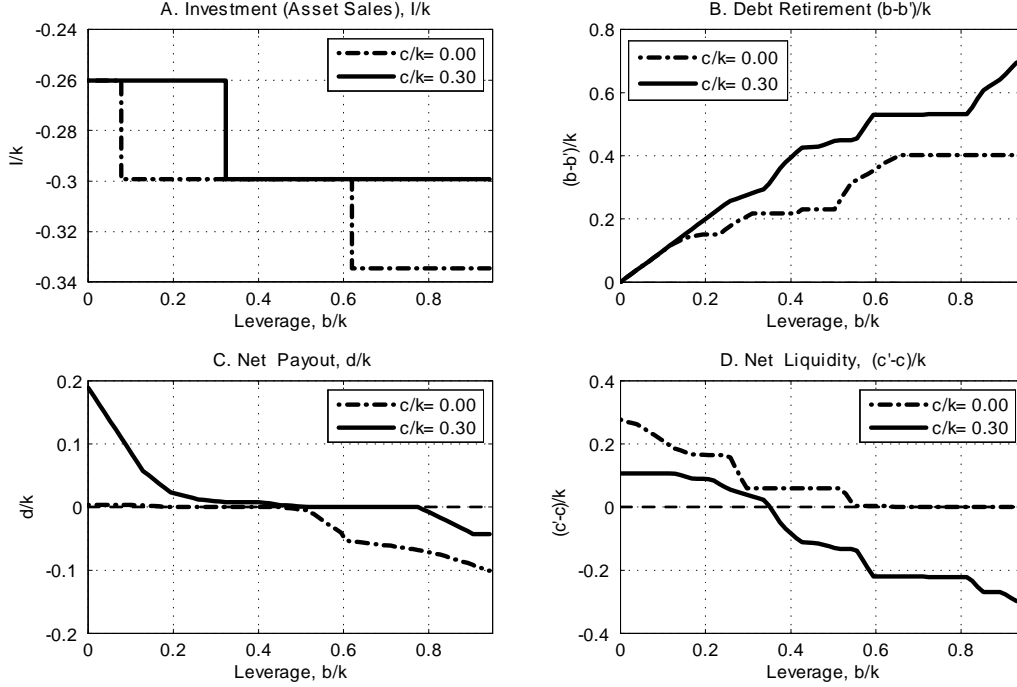 A. Investment (Asset Sales), I/k
-0.24
-0.26
-0.28
-0.3
-0.32
-0.34
I/k
c/k= 0.00
c/k= 0.30
0 0.2 0.4 0.6 0.8
Leverage, b/k
B. Debt Retirement (b-b')/k
0.8
0.6
0.4
0.2
0
(b-b')/k
c/k= 0.00
c/k= 0.30
0 0.2 0.4 0.6 0.8
Leverage, b/k
C. Net Payout, d/k
0.2
0.1
0
-0.1
-0.2
d/k
c/k= 0.00
c/k= 0.30
0 0.2 0.4 0.6 0.8
Leverage, b/k
D. Net Liquidity, (c'-c)/k
0.4
0.2
0
-0.2
-0.4
(c'-c)/k
c/k= 0.00
c/k= 0.30
0 0.2 0.4 0.6 0.8
Leverage, b/k